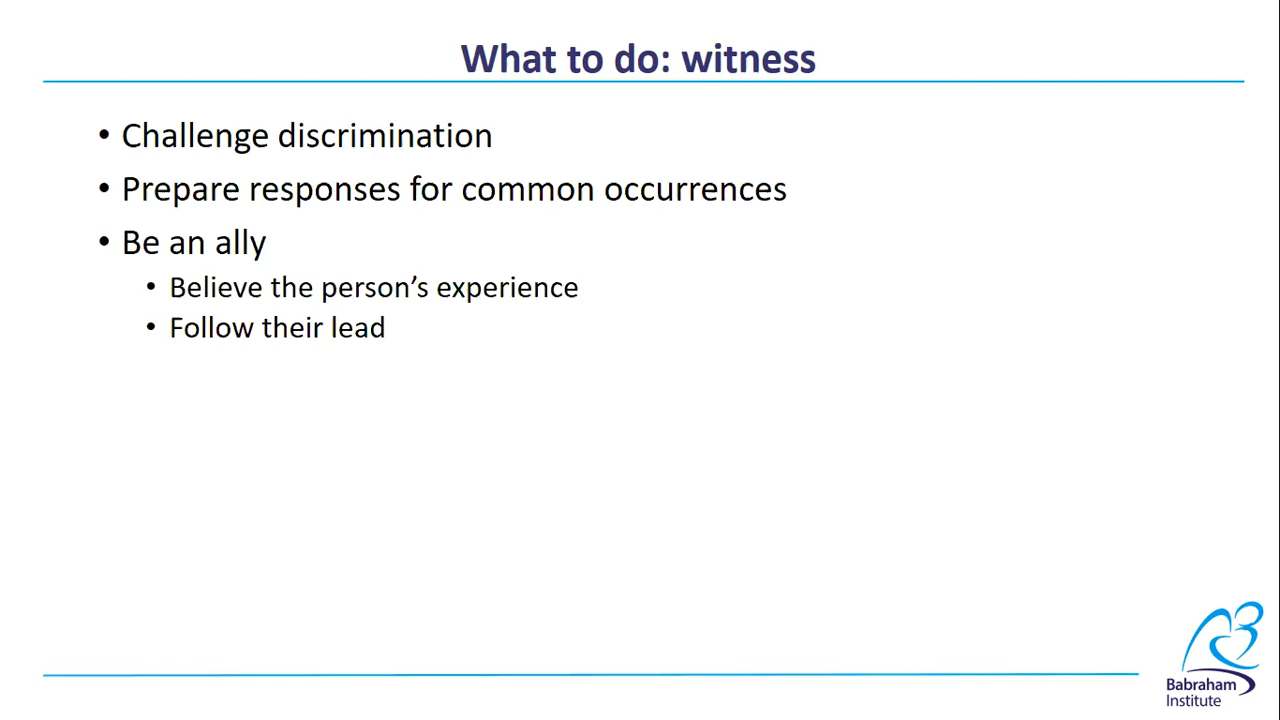 What to do: witness
• Challenge discrimination
• Prepare responses for common occurrences
• Be an ally
• Believe the person’s experience
• Follow their lead
Babraham
Institute